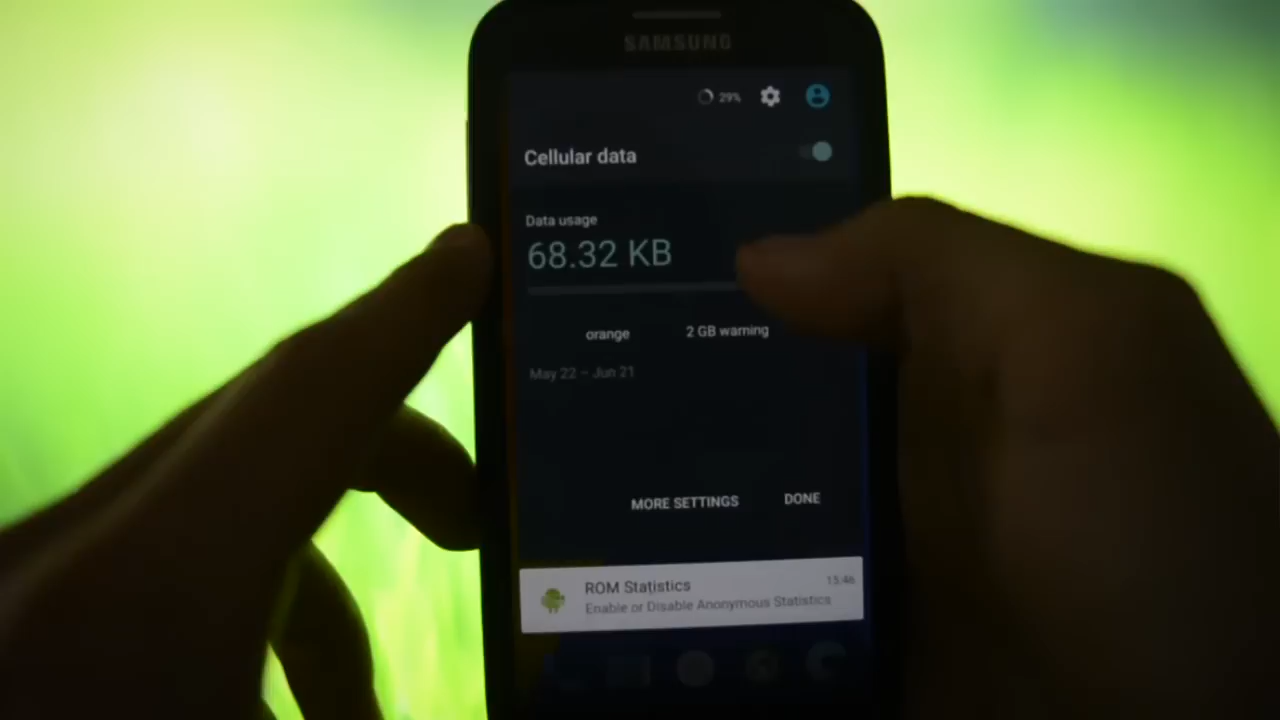 SAMSUNG
29%
Cellular data
Data usage
68.32 KB
orange 2 GB warning
May 22 – Jun 21
MORE SETTINGS DONE
ROM Statistics 15:46
Enable or Disable Anonymous Statistics